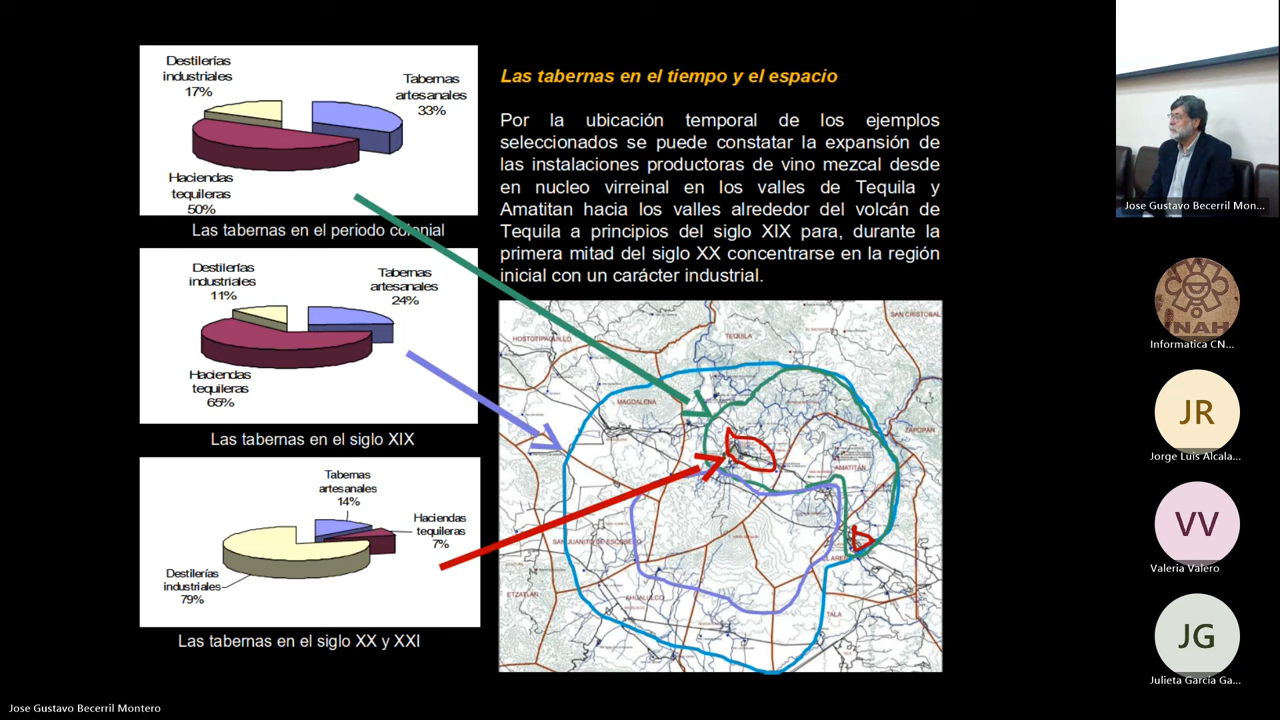 Destilerías
industriales
17%
Tabernas
artesanales
33%
Haciendas
tequileras
50%
Las tabernas en el periodo colonial
Destilerías
industriales
11%
Tabernas
artesanales
24%
Haciendas
tequileras
65%
Las tabernas en el siglo XIX
Tabernas
artesanales
14%
Haciendas
tequileras
7%
Destilerías
industriales
79%
Las tabernas en el siglo XX y XXI
Las tabernas en el tiempo y el espacio
Por la ubicación temporal de los ejemplos
seleccionados se puede constatar la expansión de
las instalaciones productoras de vino mezcal desde
en nucleo virreinal en los valles de Tequila y
Amatitan hacia los valles alrededor del volcán de
Tequila a principios del siglo XIX para, durante la
primera mitad del siglo XX concentrarse en la región
inicial con un carácter industrial.
SAN CRISTOBAL
HOSTOTIPAQUILLO
TEQUILA
MAGDALENA
ZAPOPAN
AMATITÁN
SAN JUANITO DE ESCOBEDO
ETZATLAN
AHUALULCO
TALA
Jose Gustavo Becerril Mon...
INAH
Informatica CN...
JR
Jorge Luis Alcala...
VV
Valeria Valero
JG
Julieta García Ga...
Jose Gustavo Becerril Montero